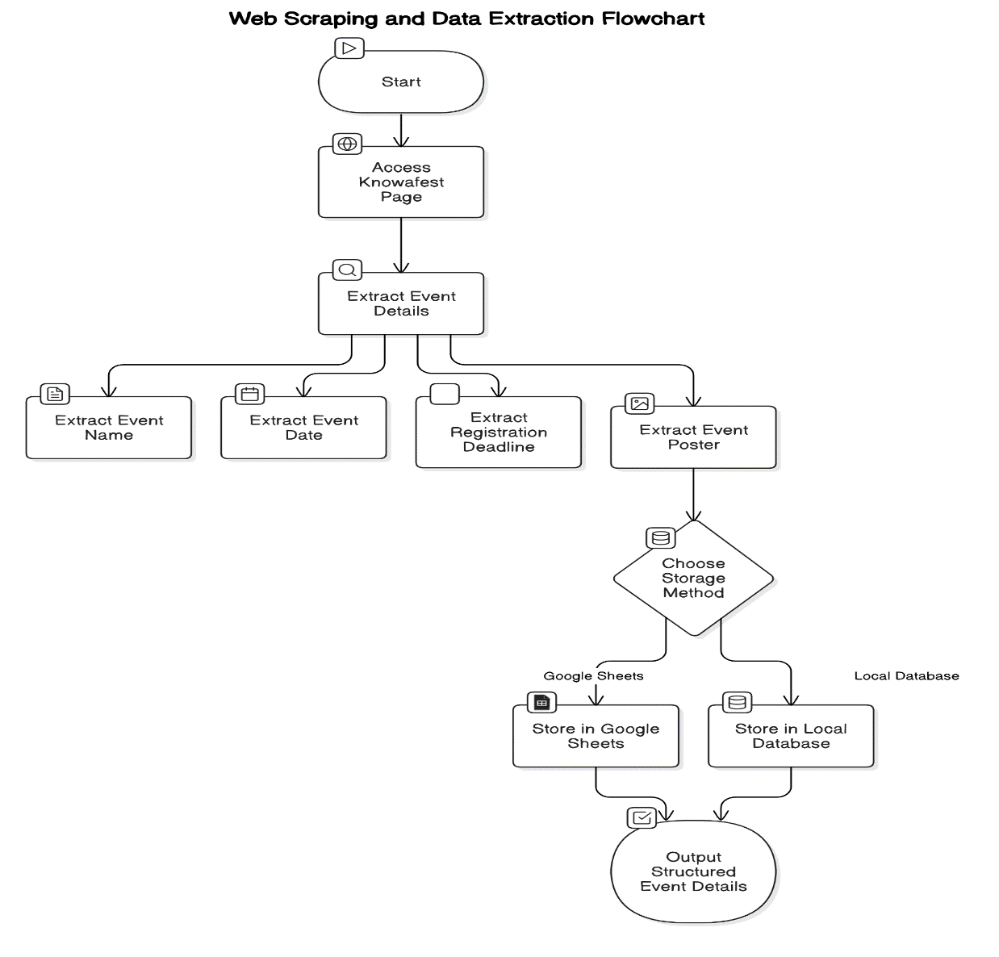 Web Scraping and Data Extraction Flowchart
Start
Access
Knowafest
Page
Extract Event
Details
Extract Event
Name
Extract Event
Date
Extract
Registration
Deadline
Extract Event
Poster
Choose
Storage
Method
Google Sheets
Local Database
Store in Google
Sheets
Store in Local
Database
Output
Structured
Event Details